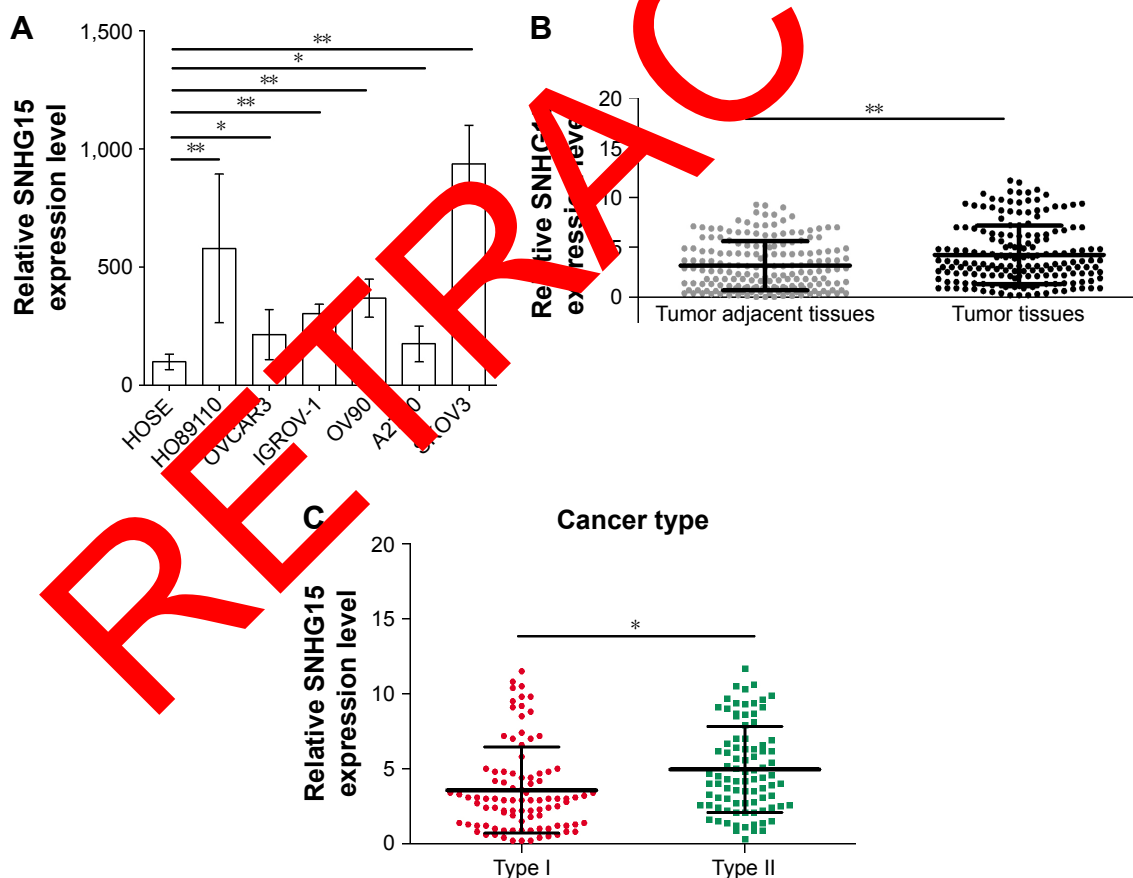 A
1,500
1,000
500
0
Relative SNHG15
expression level
**
*
**
**
*
**
HOSE
HO89110
OVCAR3
IGROV-1
OV90
SKOV3
B
20
15
10
5
0
Relative
expression
**
Tumor adjacent tissues
Tumor tissues
C
Cancer type
20
15
10
5
0
Relative SNHG15
expression level
*
Type I
Type II
RETRAC